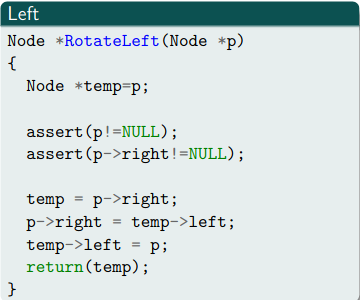 Left
Node *RotateLeft(Node *p)
{
  Node *temp=p;

  assert(p!=NULL);
  assert(p->right!=NULL);

  temp = p->right;
  p->right = temp->left;
  temp->left = p;
  return(temp);
}